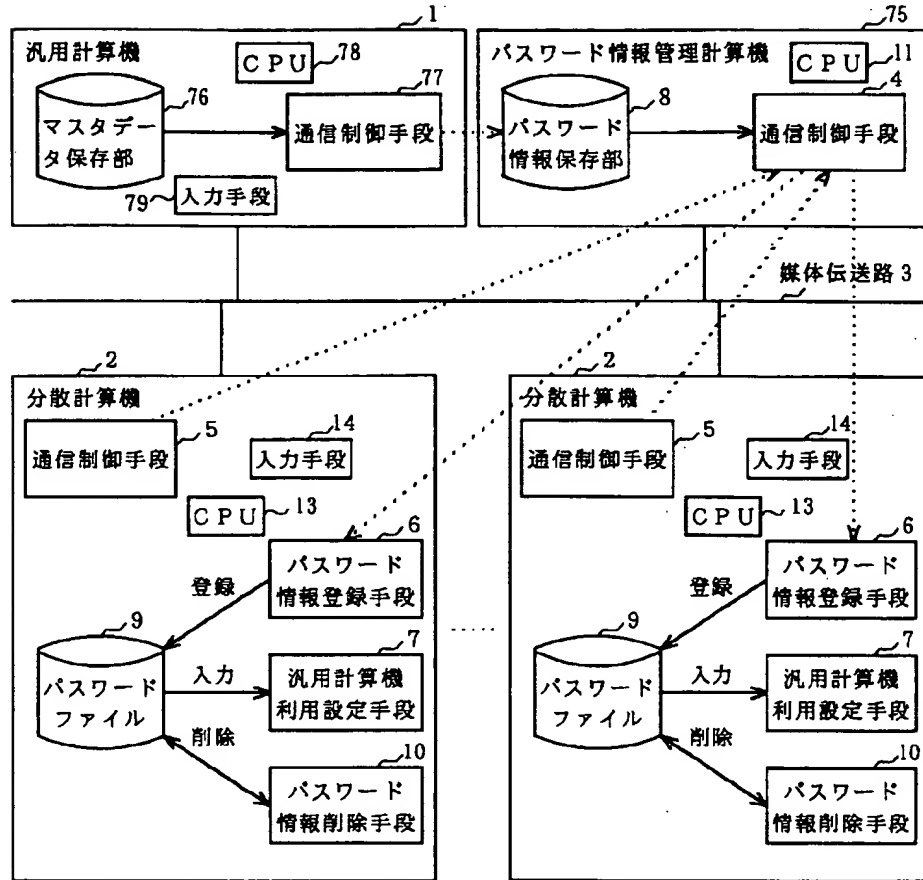 1
75
汎用計算機
CPU
78
77
76
マスタデー
タ保存部
通信制御手段
79
入力手段
パスワード情報管理計算機
CPU
11
4
8
パスワード
情報保存部
通信制御手段
媒体伝送路3
2
分散計算機
5
通信制御手段
14
入力手段
CPU
13
6
パスワード
情報登録手段
登録
9
パスワード
ファイル
入力
7
汎用計算機
利用設定手段
削除
10
パスワード
情報削除手段
2
分散計算機
5
通信制御手段
14
入力手段
CPU
13
6
パスワード
情報登録手段
登録
9
パスワード
ファイル
入力
7
汎用計算機
利用設定手段
削除
10
パスワード
情報削除手段